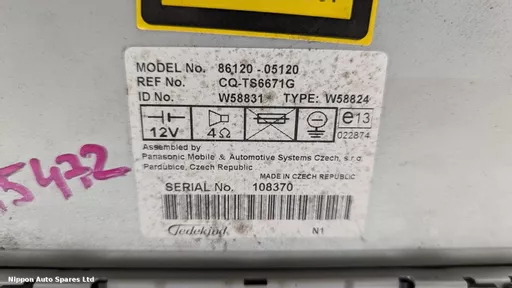 MODEL No. 86120 - 05120
REF No. CQ-TS6671G
ID No. W58831 TYPE: W58824
12V 4Ω e13
022874
Assembled by
Panasonic Mobile & Automotive Systems Czech, s.r.o.
Pardubice, Czech Republic
MADE IN CZECH REPUBLIC
SERIAL No. 108370
N1
5472
Nippon Auto Spares Ltd